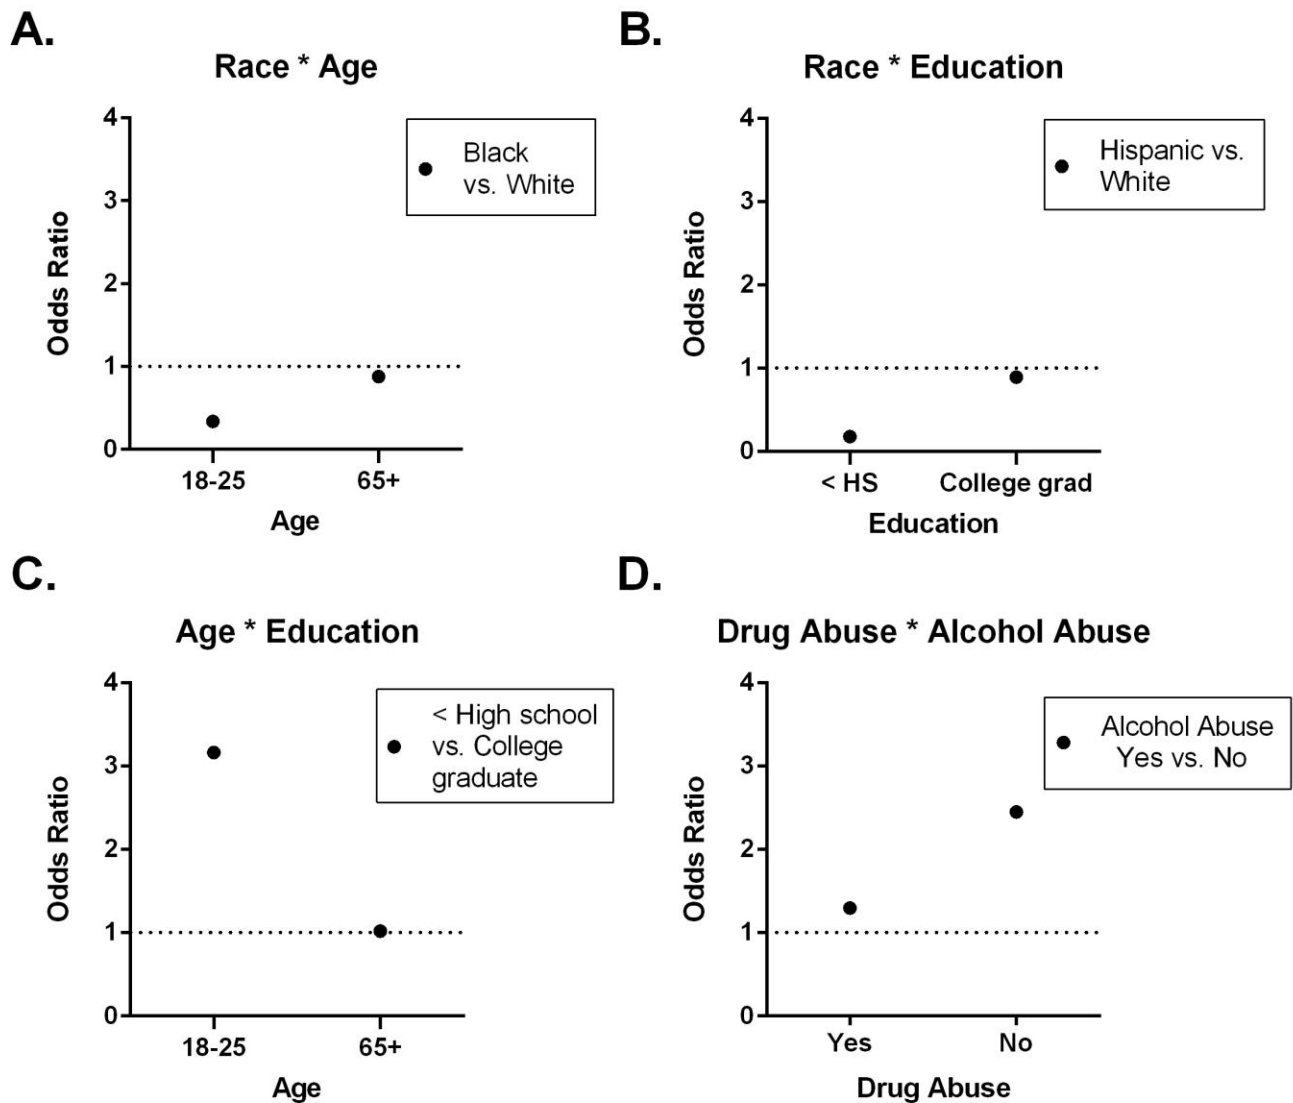 A.
Race * Age
4
3
2
1
0
Odds Ratio
18-25
65+
Age
Black
vs. White
B.
Race * Education
4
3
2
1
0
Odds Ratio
< HS
College grad
Education
Hispanic vs.
White
C.
Age * Education
4
3
2
1
0
Odds Ratio
18-25
65+
Age
< High school
vs. College
graduate
D.
Drug Abuse * Alcohol Abuse
4
3
2
1
0
Odds Ratio
Yes
No
Drug Abuse
Alcohol Abuse
Yes vs. No